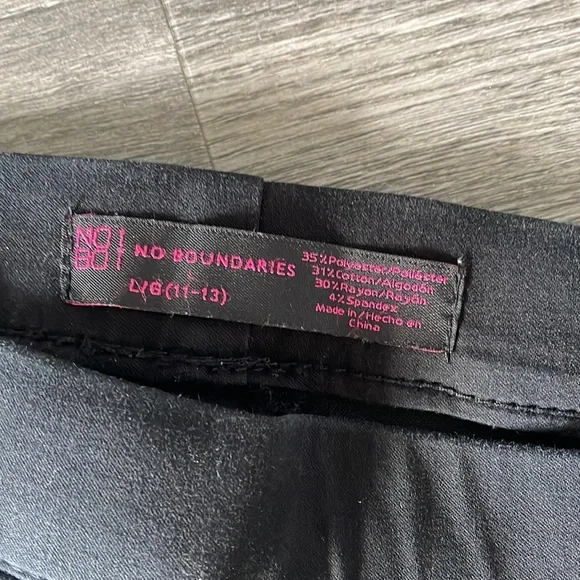 NO
BO
NO BOUNDARIES
L/G (11-13)
35%Polyester/Poliéster
31%Cotton/Algodón
30%Rayon/Rayón
4%Spandex
Made in/Hecho en
China